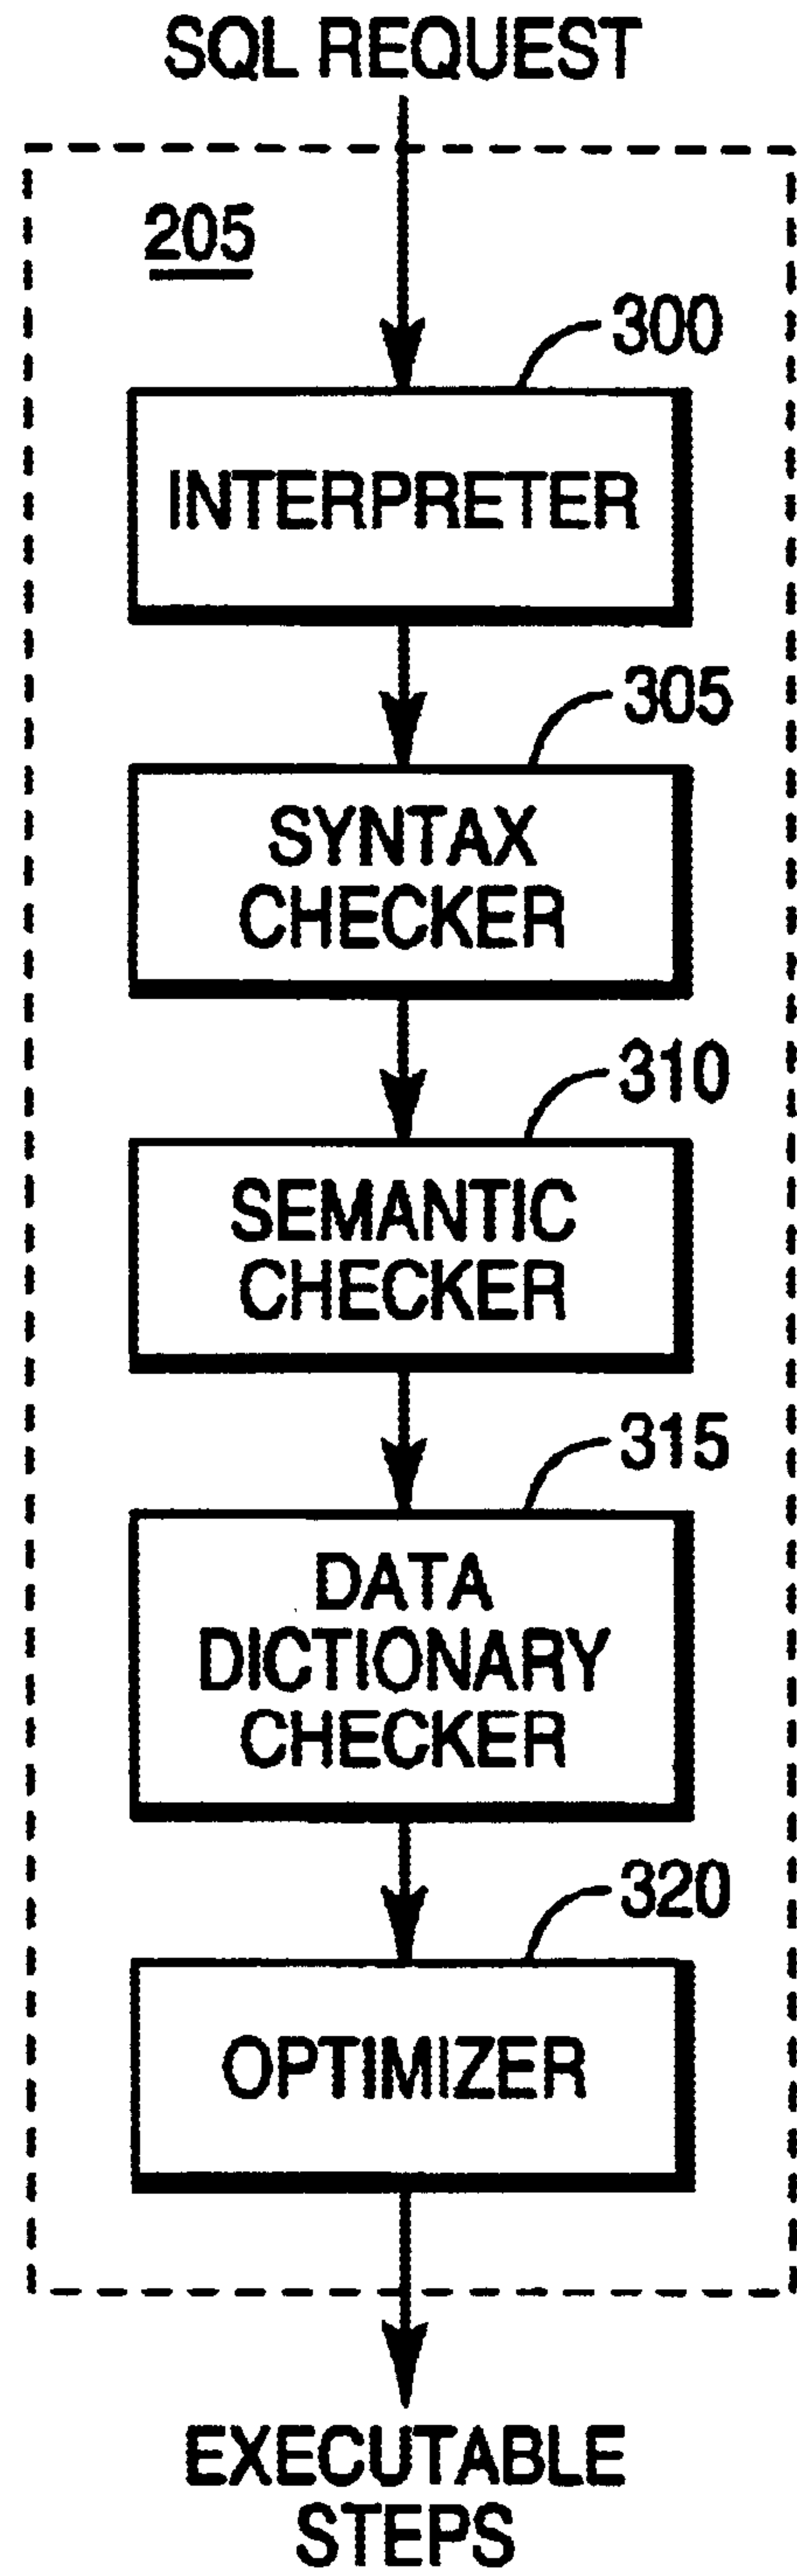 SQL REQUEST
205
300
INTERPRETER
305
SYNTAX
CHECKER
310
SEMANTIC
CHECKER
315
DATA
DICTIONARY
CHECKER
320
OPTIMIZER
EXECUTABLE
STEPS